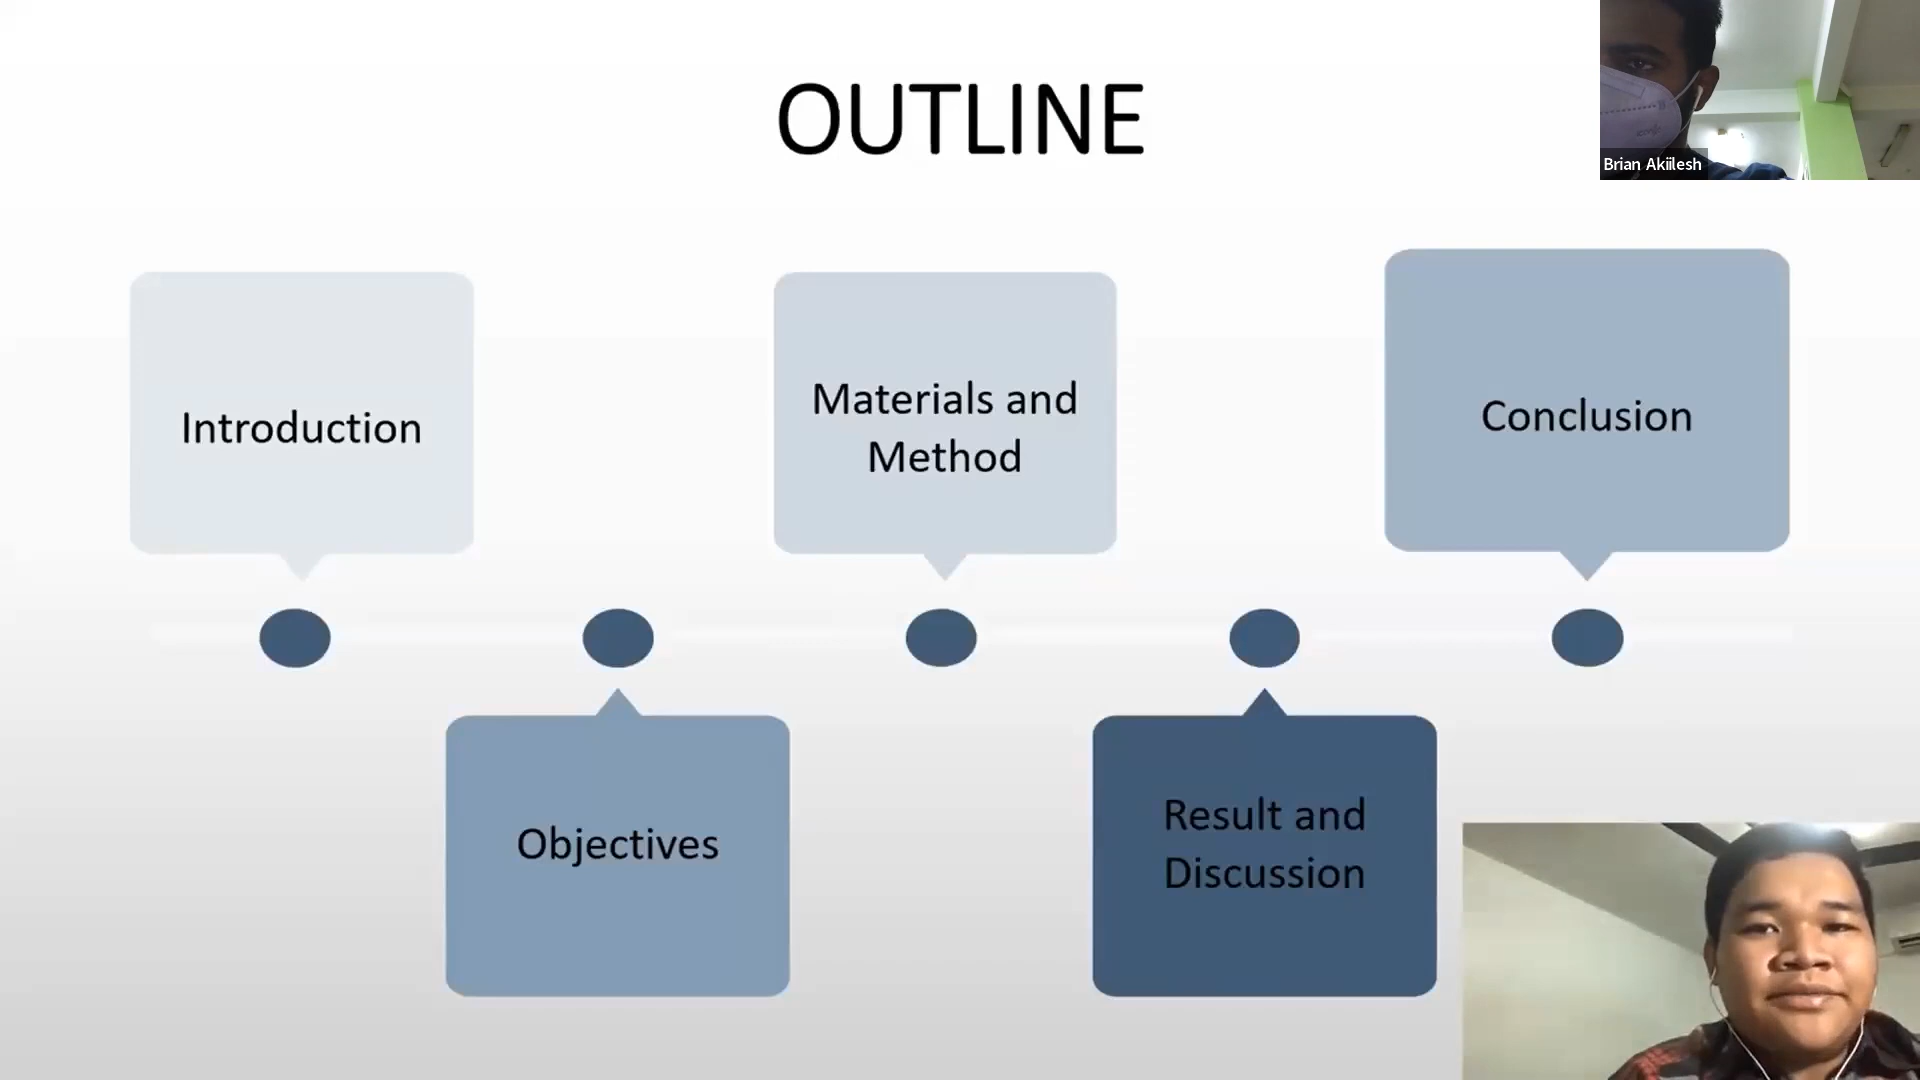 OUTLINE
Brian Akiilesh
Introduction
Objectives
Materials and
Method
Result and
Discussion
Conclusion